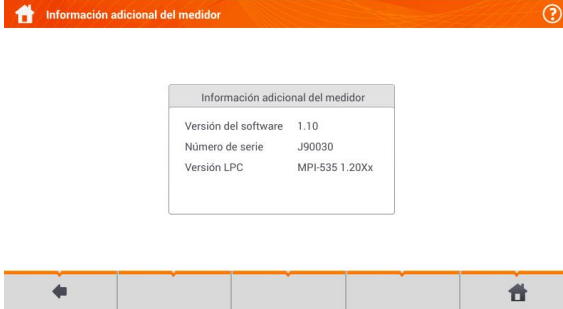 Información adicional del medidor
?
Información adicional del medidor
Versión del software 1.10
Número de serie J90030
Versión LPC MPI-535 1.20Xx